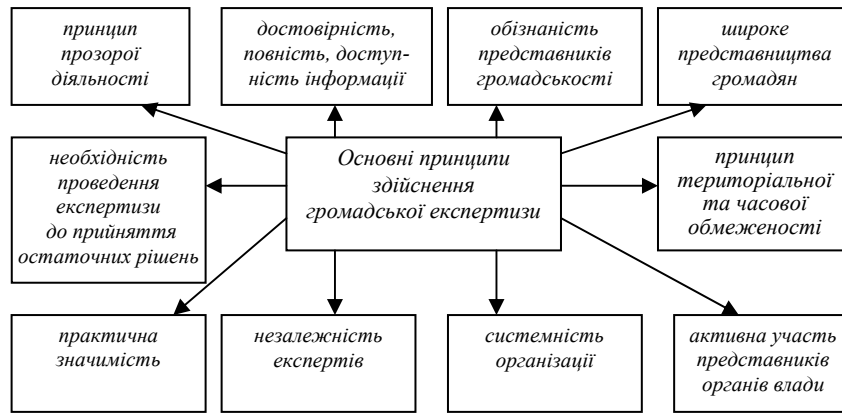 принцип
прозорої
діяльності
достовірність,
повність, доступ-
ність інформації
обізнаність
представників
громадськості
широке
представництва
громадян
необхідність
проведення
експертизи
до прийняття
остаточних рішень
Основні принципи
здійснення
громадської експертизи
принцип
територіальної
та часової
обмеженості
практична
значимість
незалежність
експертів
системність
організації
активна участь
представників
органів влади